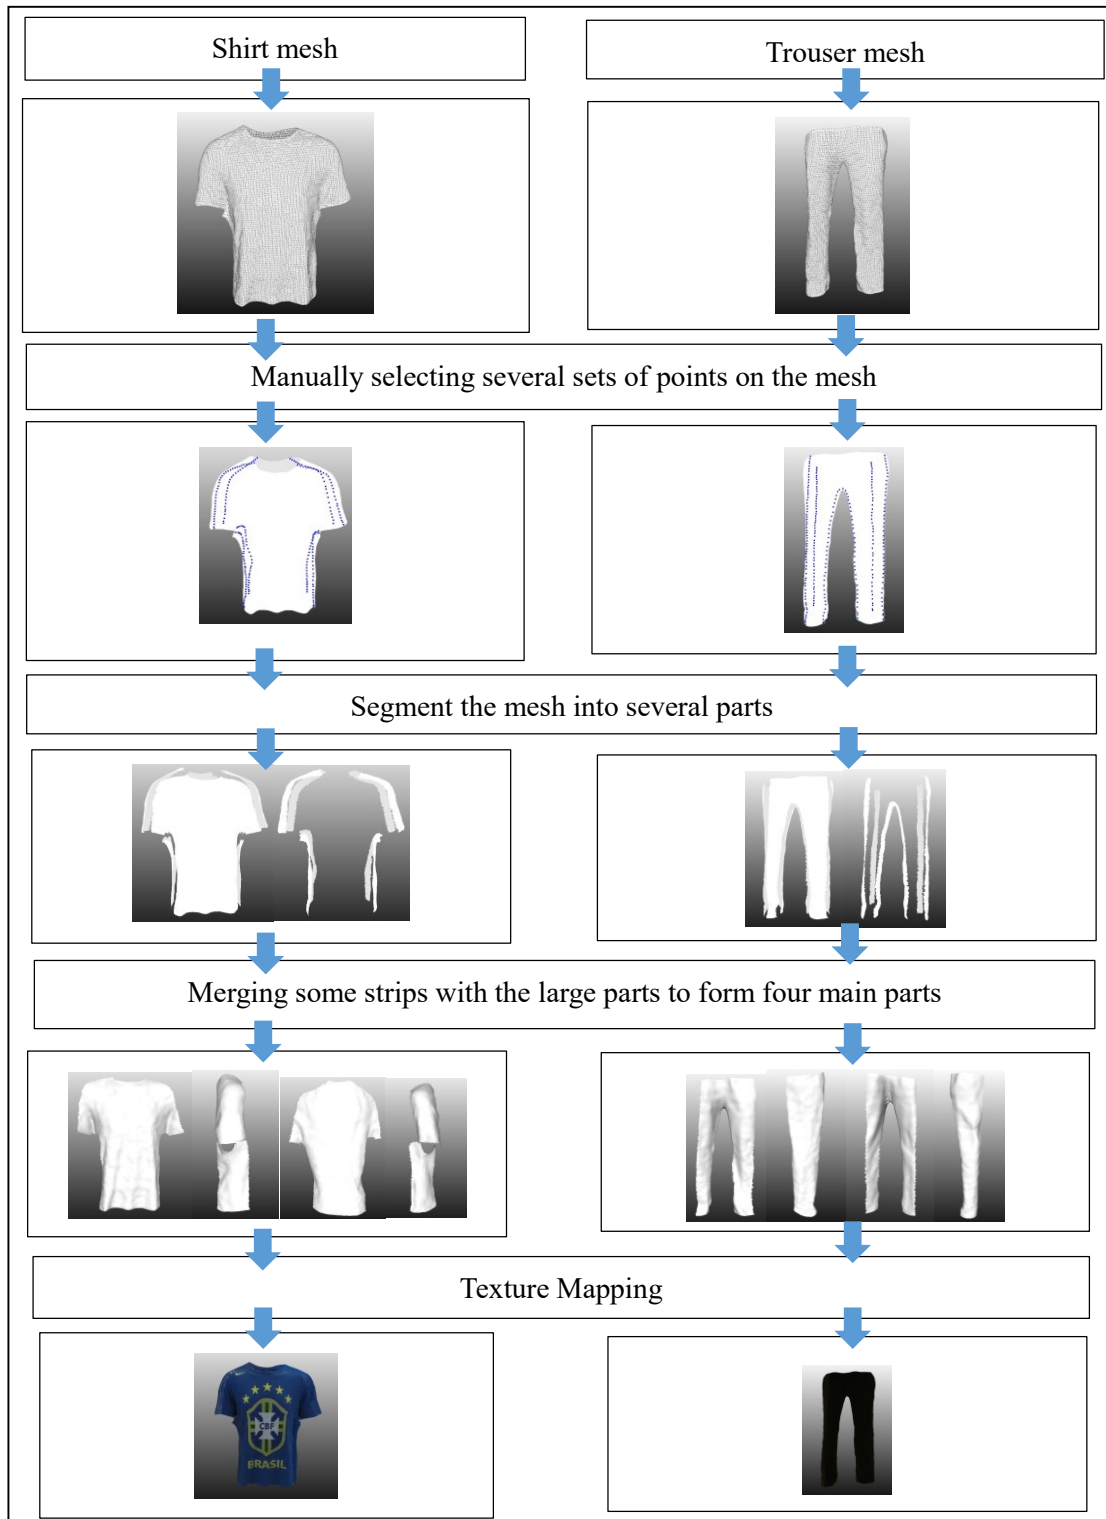 Shirt mesh
Trouser mesh
Manually selecting several sets of points on the mesh
Segment the mesh into several parts
Merging some strips with the large parts to form four main parts
Texture Mapping
CBF
BRASIL